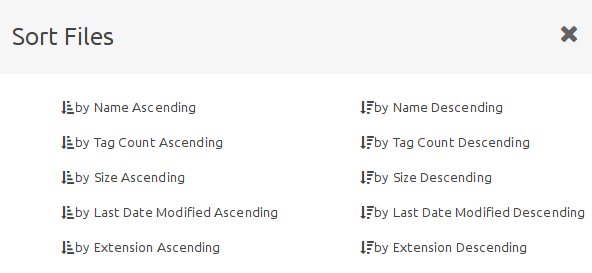 Sort Files
by Name Ascending
by Name Descending
by Tag Count Ascending
by Tag Count Descending
by Size Ascending
by Size Descending
by Last Date Modified Ascending
by Last Date Modified Descending
by Extension Ascending
by Extension Descending